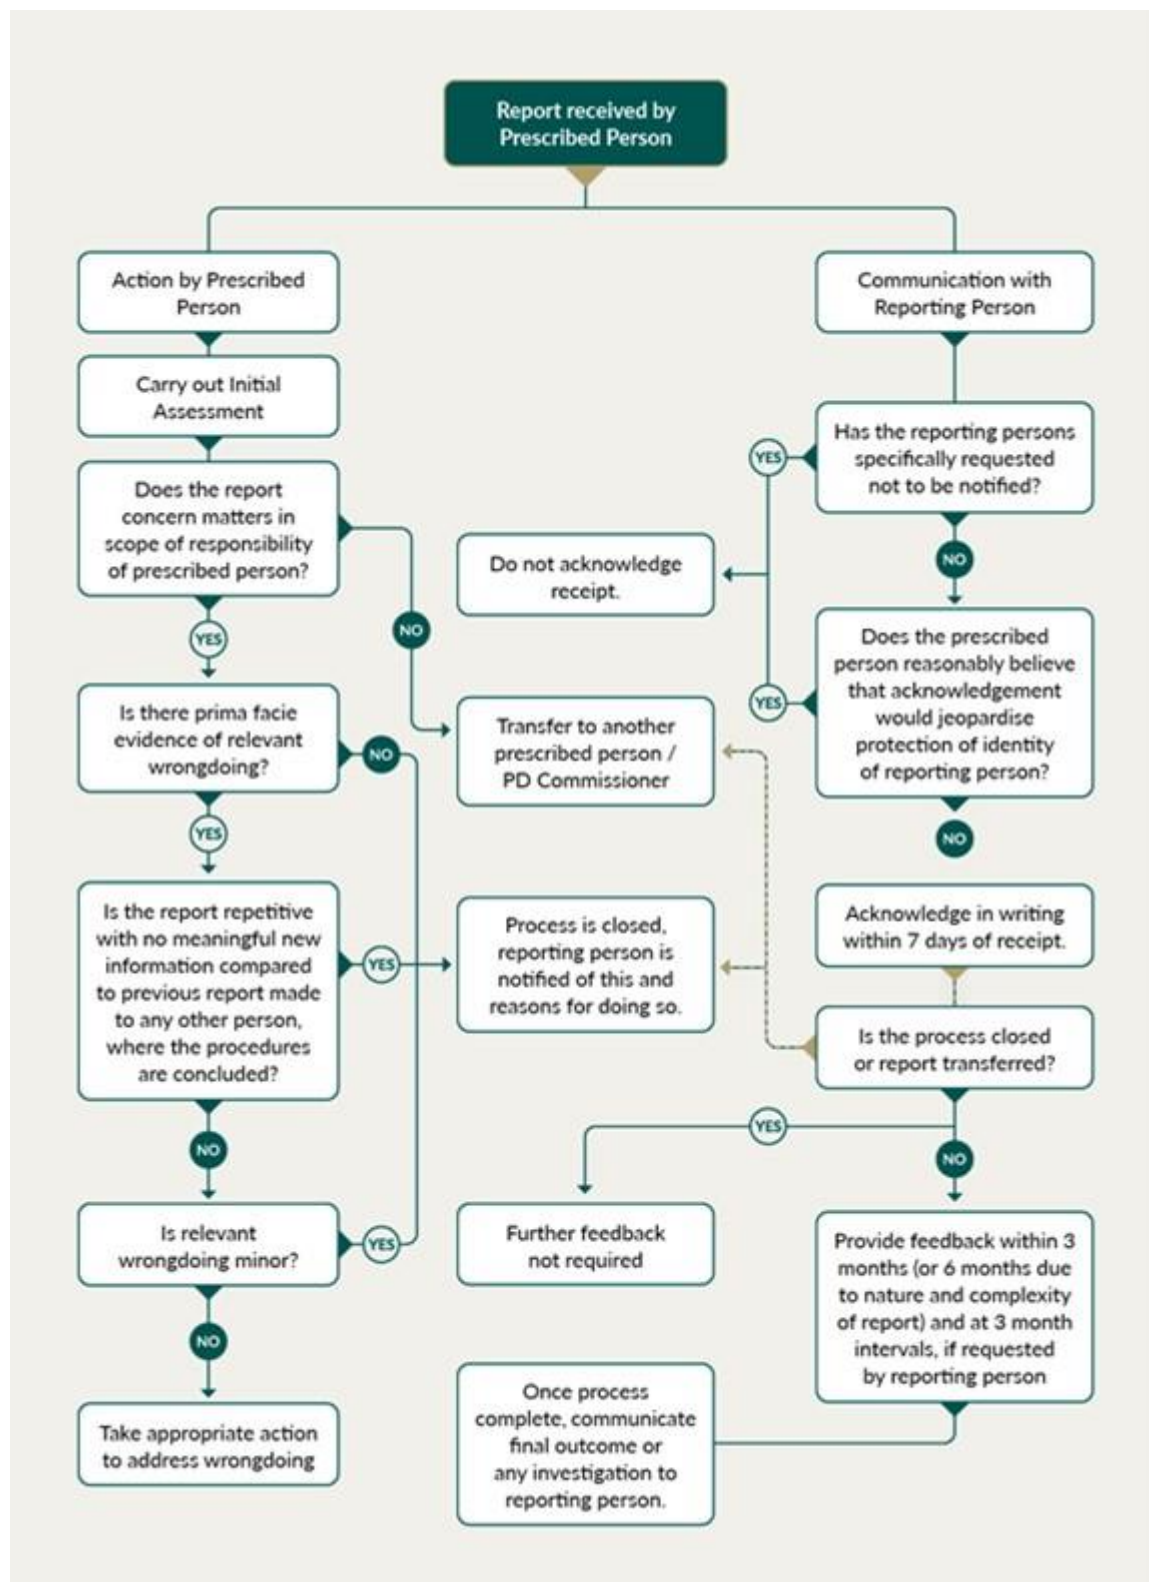 Report received by
Prescribed Person
Action by Prescribed
Person
Communication with
Reporting Person
Carry out Initial
Assessment
Has the reporting persons
specifically requested
not to be notified?
YES
Does the report
concern matters in
scope of responsibility
of prescribed person?
Do not acknowledge
receipt.
NO
YES
NO
Does the prescribed
person reasonably believe
that acknowledgement
would jeopardise
protection of identity
of reporting person?
YES
Is there prima facie
evidence of relevant
wrongdoing?
NO
Transfer to another
prescribed person /
PD Commissioner
YES
NO
Is the report repetitive
with no meaningful new
information compared
to previous report made
to any other person,
where the procedures
are concluded?
YES
Process is closed,
reporting person is
notified of this and
reasons for doing so.
Acknowledge in writing
within 7 days of receipt.
Is the process closed
or report transferred?
YES
NO
NO
Is relevant
wrongdoing minor?
YES
Further feedback
not required
Provide feedback within 3
months (or 6 months due
to nature and complexity
of report) and at 3 month
intervals, if requested
by reporting person
NO
Take appropriate action
to address wrongdoing
Once process
complete, communicate
final outcome or
any investigation to
reporting person.